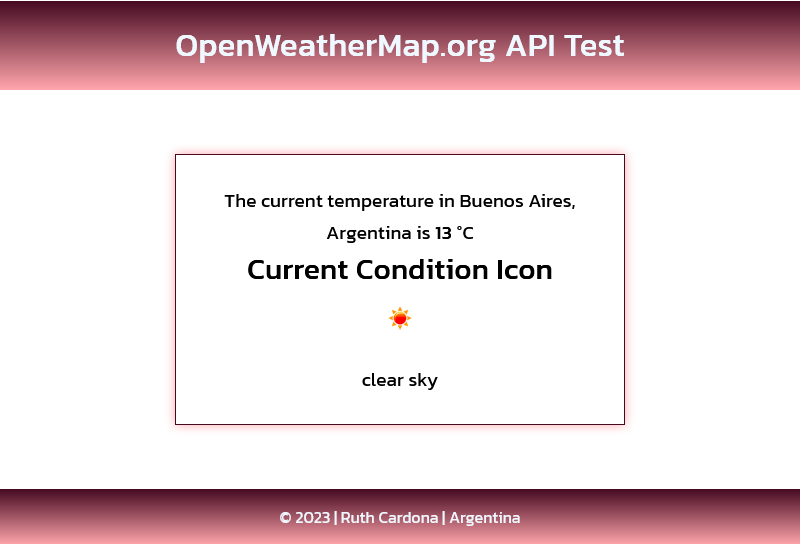 OpenWeatherMap.org API Test
The current temperature in Buenos Aires,
Argentina is 13 °C
Current Condition Icon
clear sky
© 2023 | Ruth Cardona | Argentina